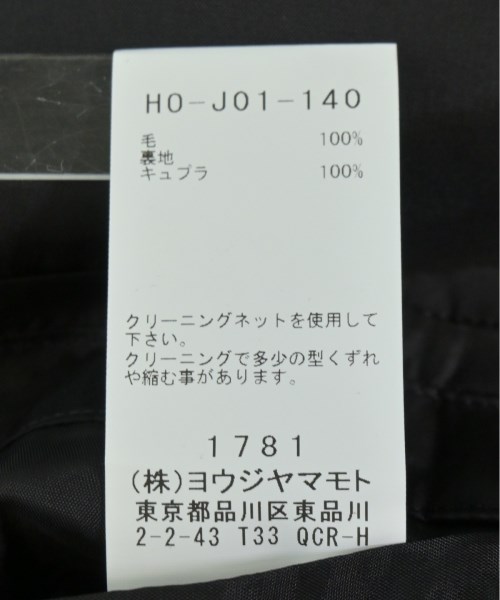 HO-J01-140
毛 100%
裏地
キュプラ 100%
クリーニングネットを使用して
下さい。
クリーニングで多少の型くずれ
や縮む事があります。
1781
(株)ヨウジヤマモト
東京都品川区東品川
2-2-43 T33 QCR-H